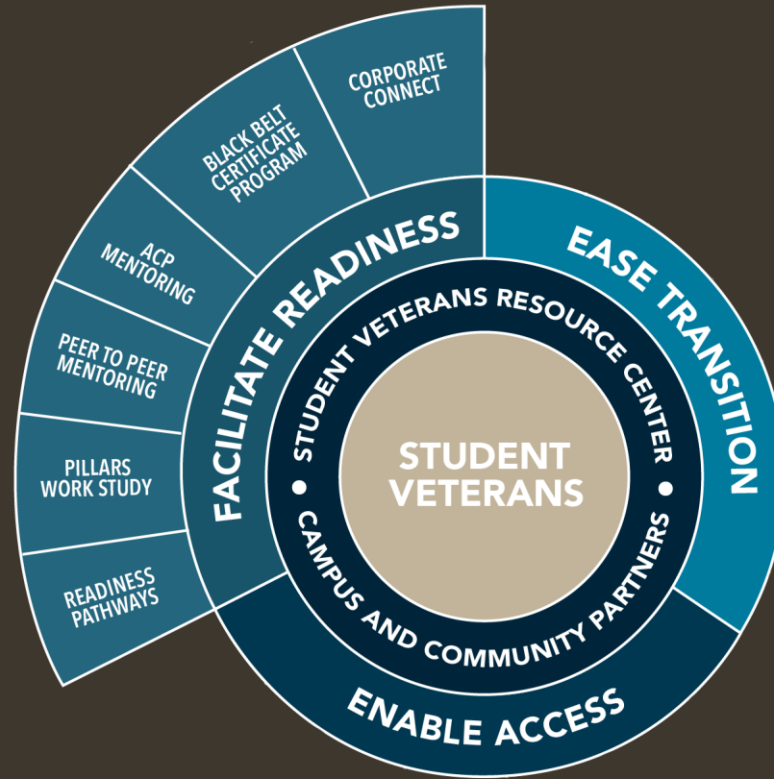 CORPORATE
CONNECT
BLACK BELT
CERTIFICATE
PROGRAM
ACP
MENTORING
PEER TO PEER
MENTORING
PILLARS
WORK STUDY
READINESS
PATHWAYS
FACILITATE READINESS
EASE TRANSITION
ENABLE ACCESS
STUDENT VETERANS RESOURCE CENTER
CAMPUS AND COMMUNITY PARTNERS
STUDENT
VETERANS